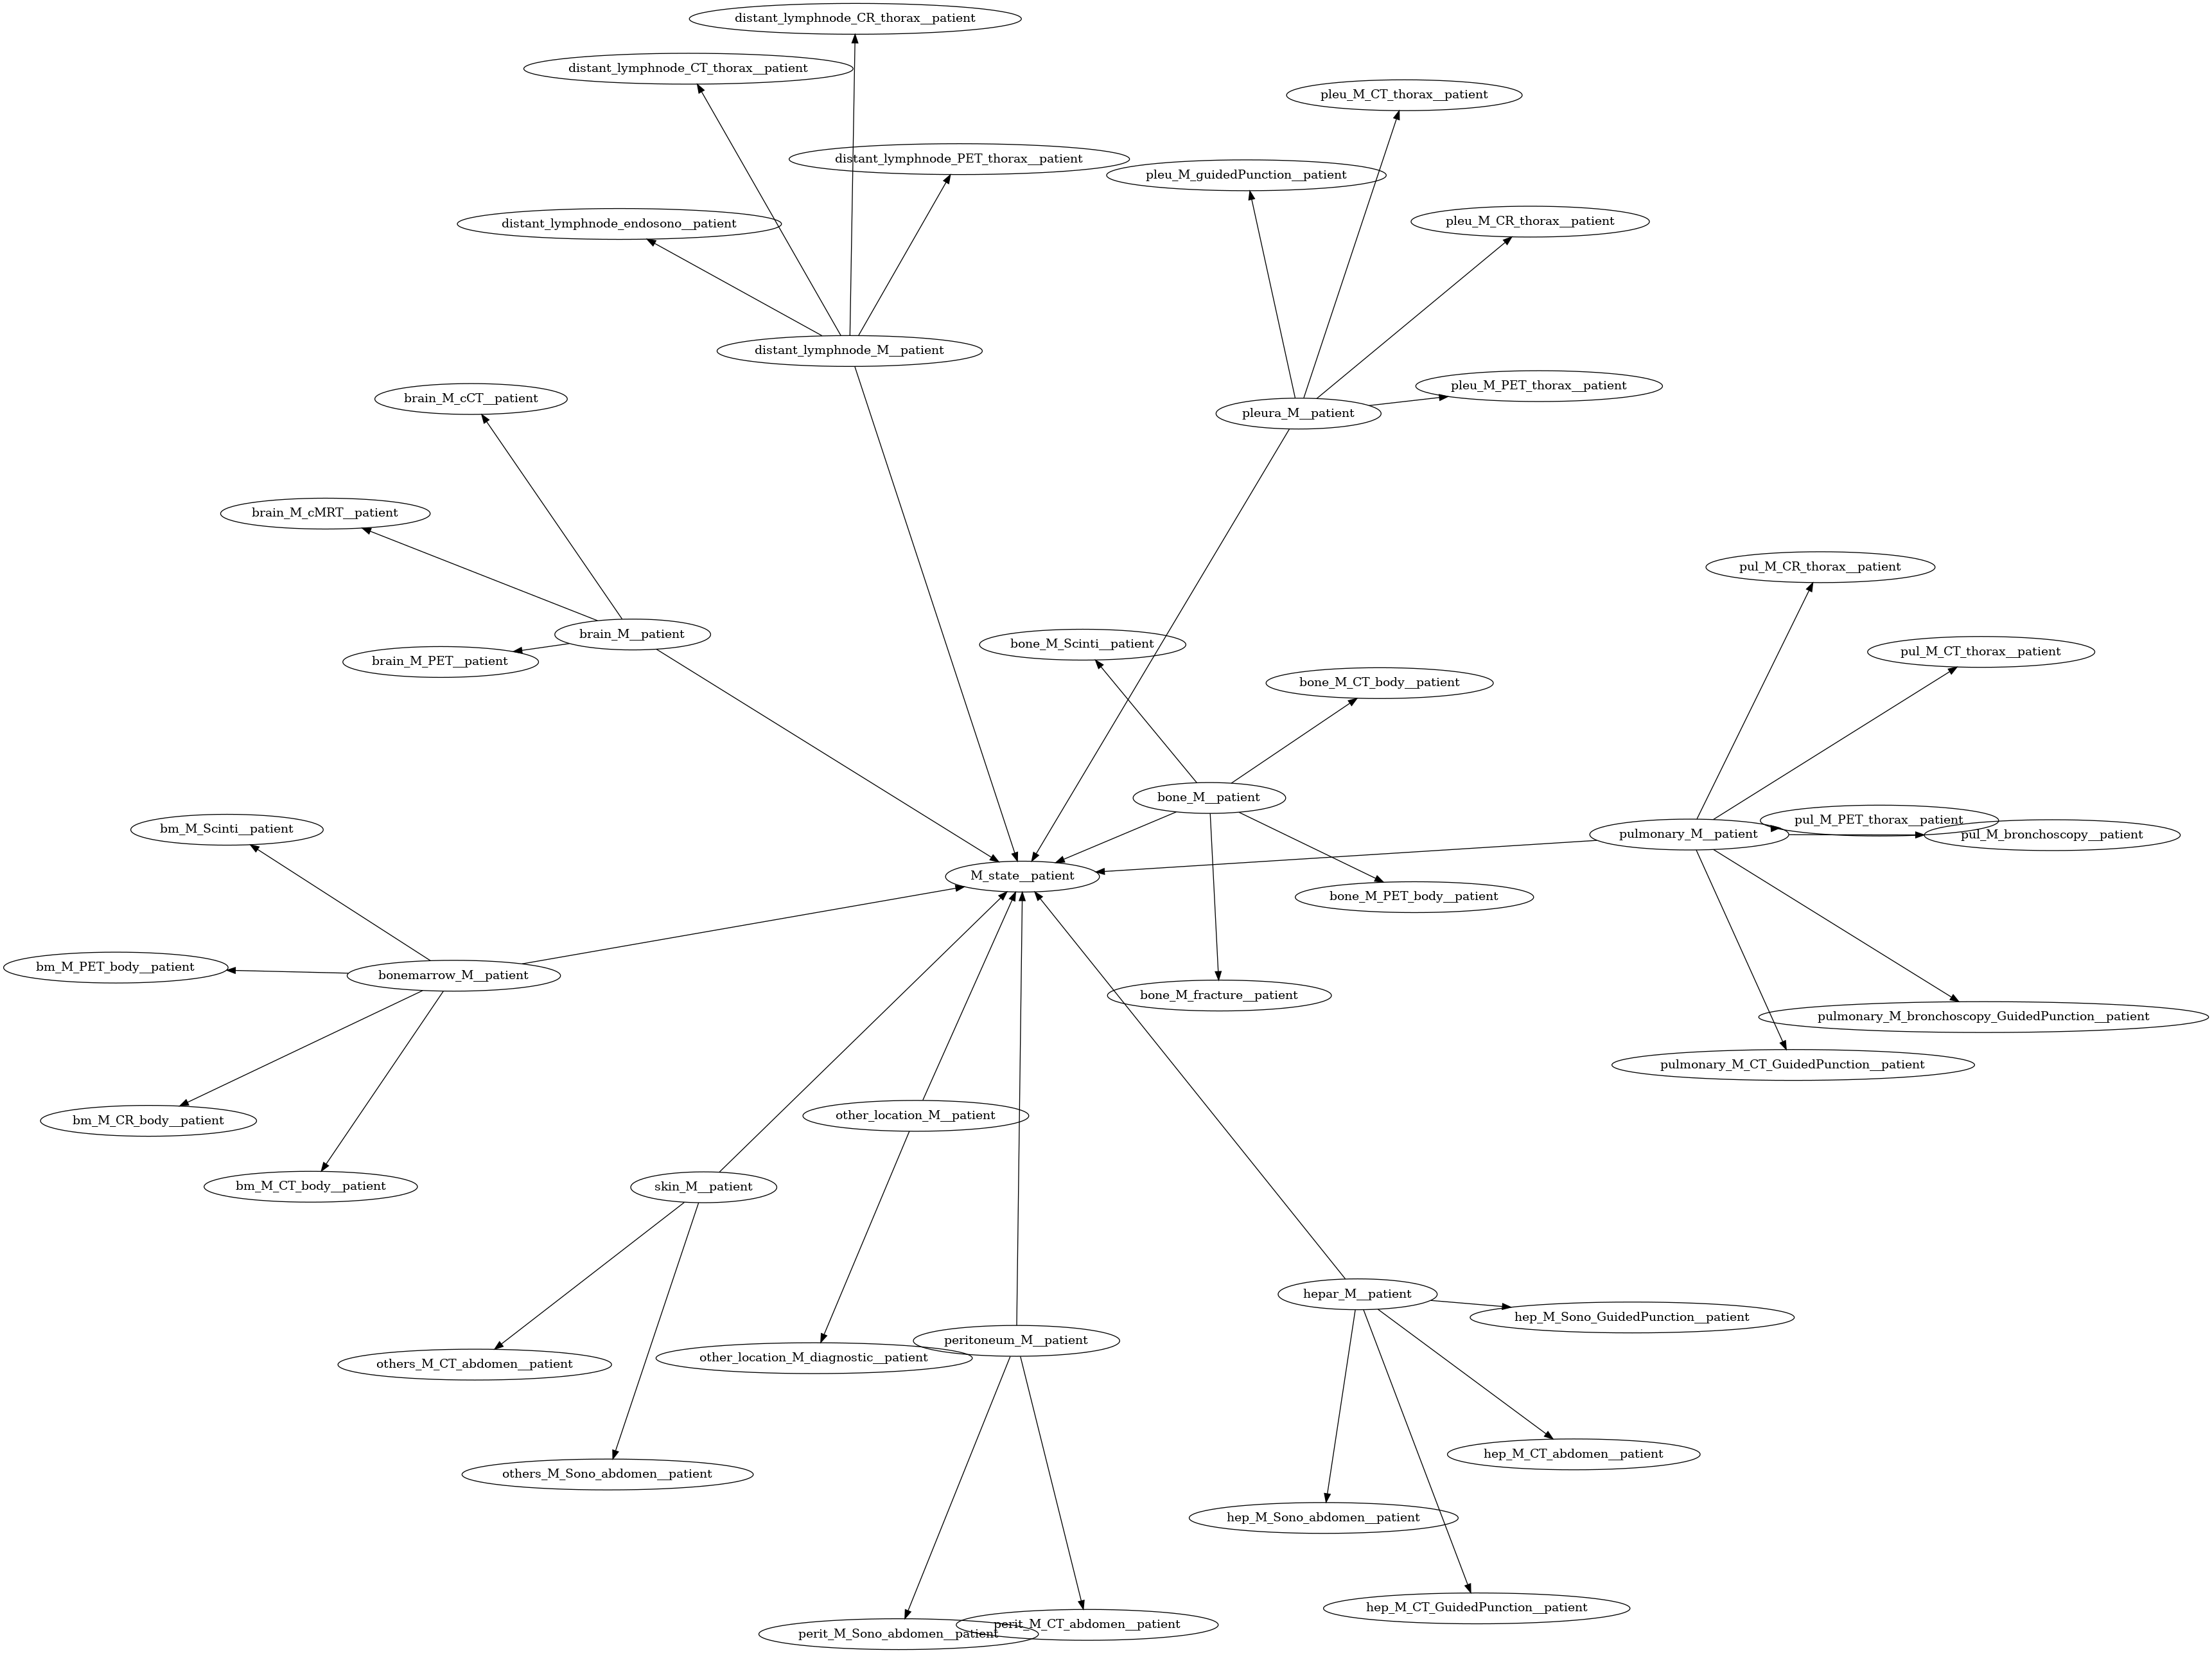 distant_lymphnode_CR_thorax__patient
distant_lymphnode_CT_thorax__patient
pleu_M_CT_thorax__patient
distant_lymphnode_PET_thorax__patient
pleu_M_guidedPunction__patient
distant_lymphnode_endosono__patient
pleu_M_CR_thorax__patient
distant_lymphnode_M__patient
pleu_M_PET_thorax__patient
brain_M_cCT__patient
pleura_M__patient
brain_M_cMRT__patient
pul_M_CR_thorax__patient
brain_M__patient
bone_M_Scinti__patient
pul_M_CT_thorax__patient
brain_M_PET__patient
bone_M_CT_body__patient
bone_M__patient
pul_M_PET_thorax__patient
bm_M_Scinti__patient
pulmonary_M__patient
pul_M_bronchoscopy__patient
M_state__patient
bone_M_PET_body__patient
bm_M_PET_body__patient
bonemarrow_M__patient
bone_M_fracture__patient
pulmonary_M_bronchoscopy_GuidedPunction__patient
pulmonary_M_CT_GuidedPunction__patient
other_location_M__patient
bm_M_CR_body__patient
bm_M_CT_body__patient
skin_M__patient
hepar_M__patient
hep_M_Sono_GuidedPunction__patient
peritoneum_M__patient
other_location_M_diagnostic__patient
others_M_CT_abdomen__patient
hep_M_CT_abdomen__patient
others_M_Sono_abdomen__patient
hep_M_Sono_abdomen__patient
hep_M_CT_GuidedPunction__patient
perit_M_CT_abdomen__patient
perit_M_Sono_abdomen__patient